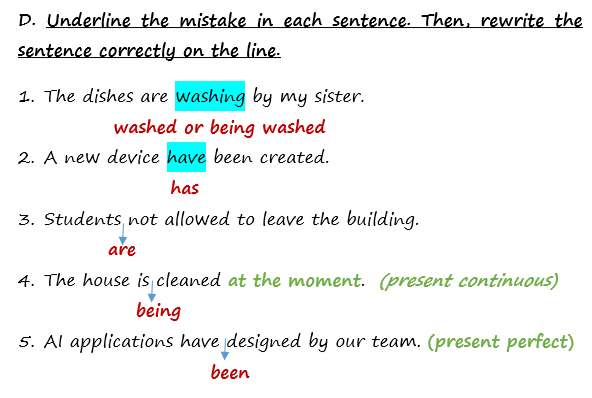 D. Underline the mistake in each sentence. Then, rewrite the
sentence correctly on the line.
1. The dishes are washing by my sister.
washed or being washed
2. A new device have been created.
has
3. Students not allowed to leave the building.
are
4. The house is cleaned at the moment. (present continuous)
being
5. AI applications have designed by our team. (present perfect)
been